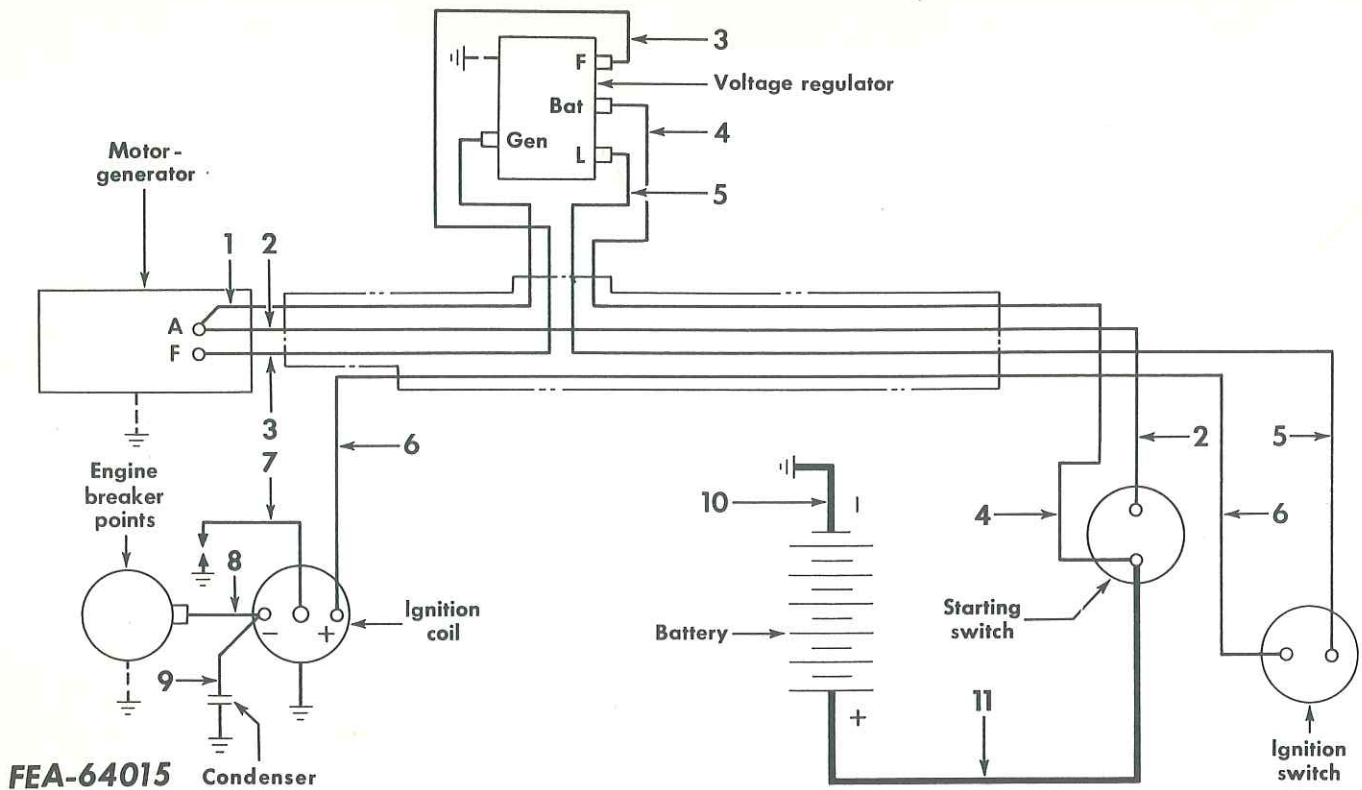 3
F
Voltage regulator
Bat
4
Gen
L
5
Motor-
generator
1 2
A
F
3
7
6
2
5
Engine
breaker
points
10
−
4
6
8
Ignition
coil
− +
Starting
switch
Battery
9
+
11
Ignition
switch
Condenser
FEA-64015